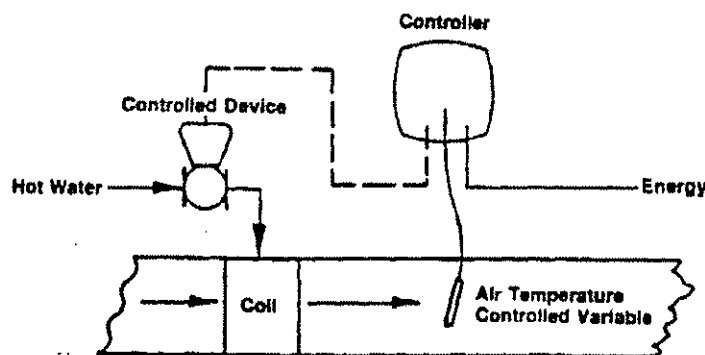 Controller
Controlled Device
Hot Water
Energy
Coil
Air Temperature
Controlled Variable